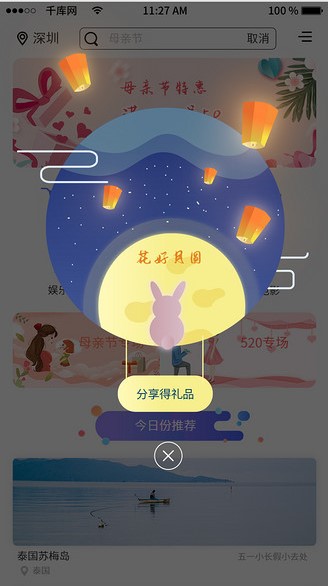 千库网 11:27 AM 100 %
深圳 母亲节 取消
母亲节特惠
满
花好月圆
娱乐 电影
母亲节 520专场
分享得礼品
今日份推荐
泰国苏梅岛 五一小长假小去处
泰国